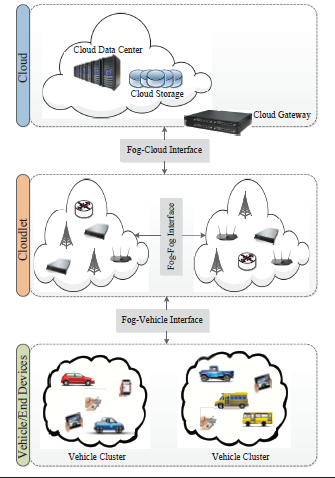 Cloud
Cloud Data Center
Cloud Storage
Cloud Gateway
Fog-Cloud Interface
Cloudlet
Fog-Fog Interface
Fog-Vehicle Interface
Vehicle/End Devices
Vehicle Cluster
Vehicle Cluster